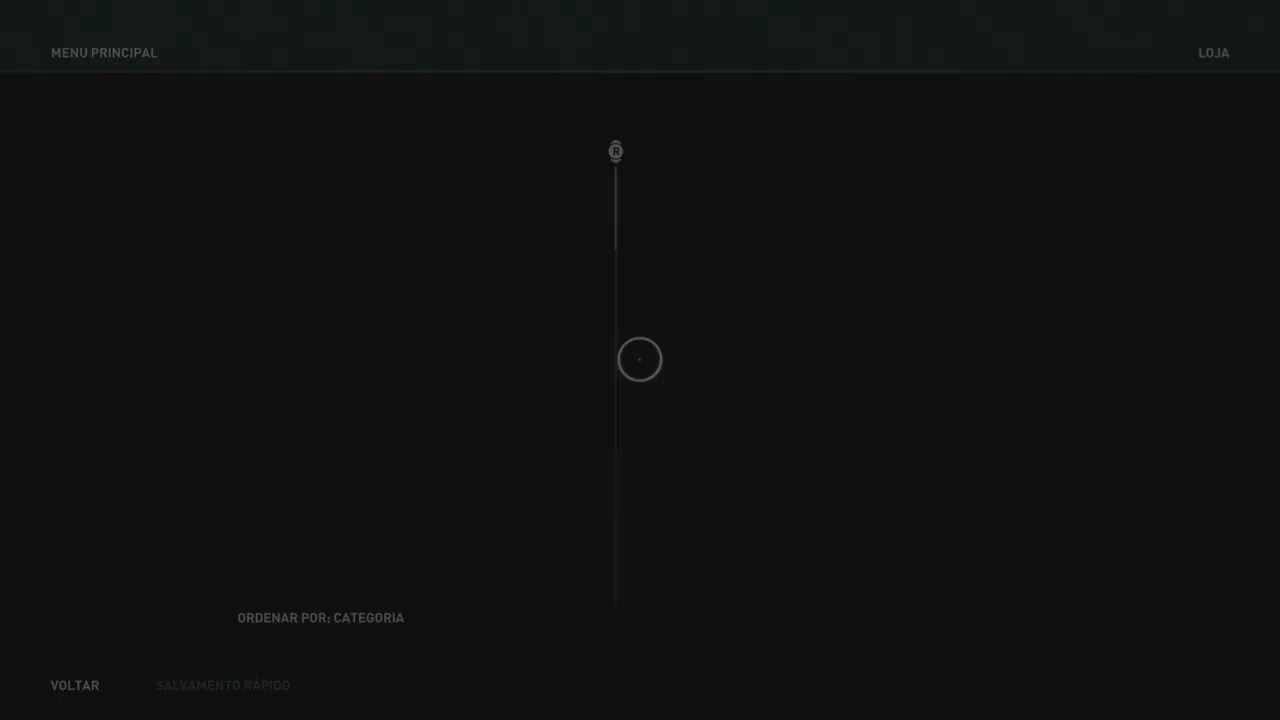 MENU PRINCIPAL
LOJA
R
ORDENAR POR: CATEGORIA
VOLTAR
SALVAMENTO RÁPIDO